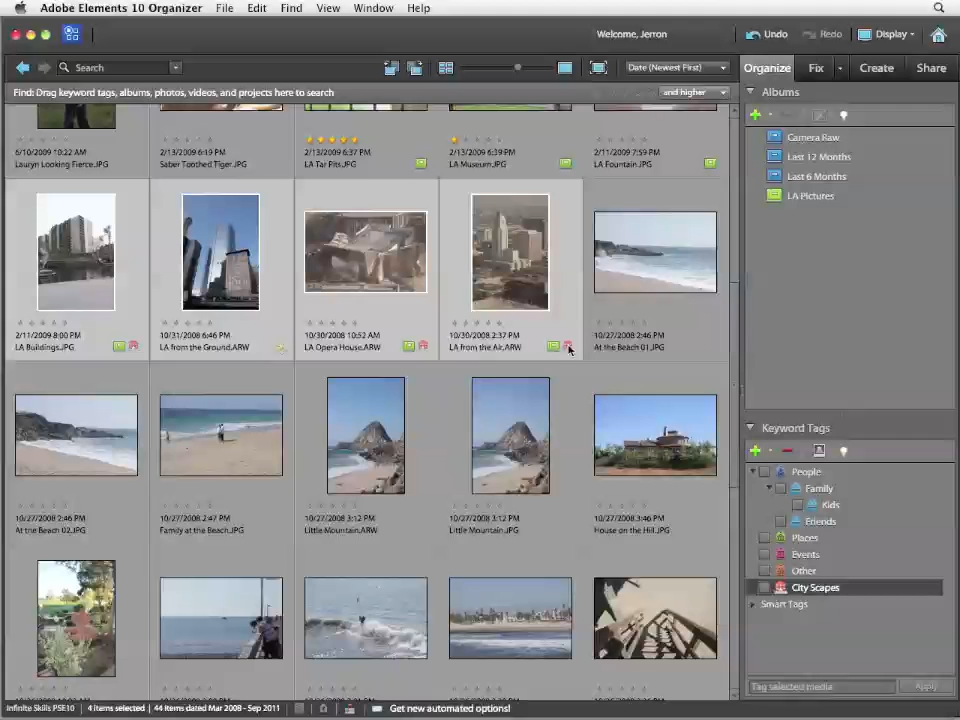 Adobe Elements 10 Organizer File Edit Find View Window Help
Welcome, Jerron Undo Redo Display
Search Date (Newest First) Organize Fix Create Share
Find: Drag keyword tags, albums, photos, videos, and projects here to search and higher
Albums
Camera Raw
Last 12 Months
Last 6 Months
LA Pictures
6/10/2009 10:22 AM 2/13/2009 6:19 PM 2/13/2009 6:37 PM 2/13/2009 6:39 PM 2/11/2009 7:59 PM
Lauryn Looking Fierce.JPG Saber Toothed Tiger.JPG LA Tar Pits.JPG LA Museum.JPG LA Fountain.JPG
2/11/2009 8:00 PM 10/31/2008 6:46 PM 10/30/2008 10:52 AM 10/30/2008 2:37 PM 10/27/2008 2:46 PM
LA Buildings.JPG LA from the Ground.ARW LA Opera House.ARW LA from the Air.ARW At the Beach 01.JPG
10/27/2008 2:46 PM 10/27/2008 2:47 PM 10/27/2008 3:12 PM 10/27/2008 3:12 PM 10/27/2008 3:46 PM
At the Beach 02.JPG Family at the Beach.JPG Little Mountain.ARW Little Mountain.JPG House on the Hill.JPG
Keyword Tags
People
Family
Kids
Friends
Places
Events
Other
City Scapes
Smart Tags
Tag selected media Apply
Infinite Skills PSE10 4 items selected 44 items dated Mar 2008 - Sep 2011 Get new automated options!